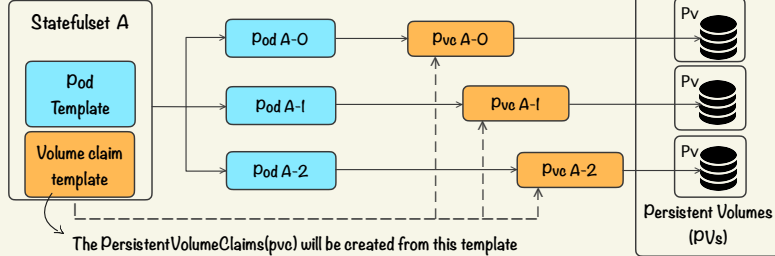 Statefulset A
Pod
Template
Volume claim
template
Pod A-0
Pod A-1
Pod A-2
Pvc A-0
Pvc A-1
Pvc A-2
Pv
Pv
Pv
Persistent Volumes
(PVs)
The PersistentVolumeClaims(pvc) will be created from this template